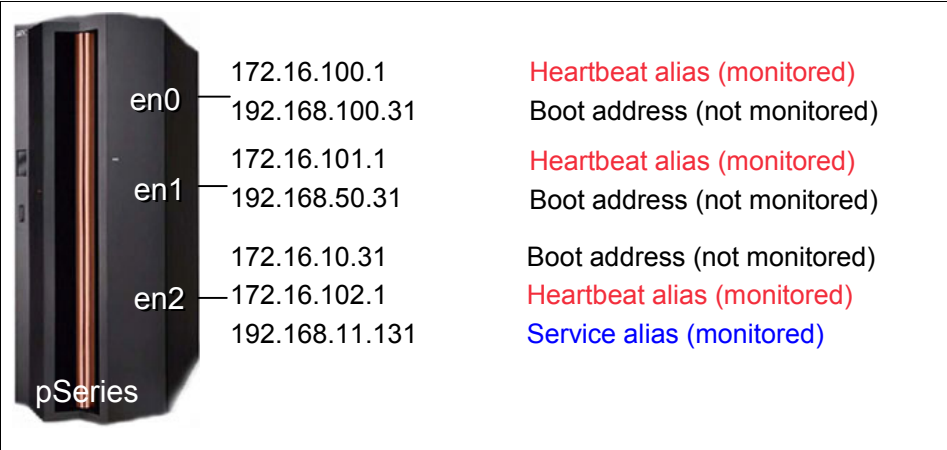 172.16.100.1 Heartbeat alias (monitored)
en0
192.168.100.31 Boot address (not monitored)
172.16.101.1 Heartbeat alias (monitored)
en1
192.168.50.31 Boot address (not monitored)
172.16.10.31 Boot address (not monitored)
en2 172.16.102.1 Heartbeat alias (monitored)
192.168.11.131 Service alias (monitored)
pSeries